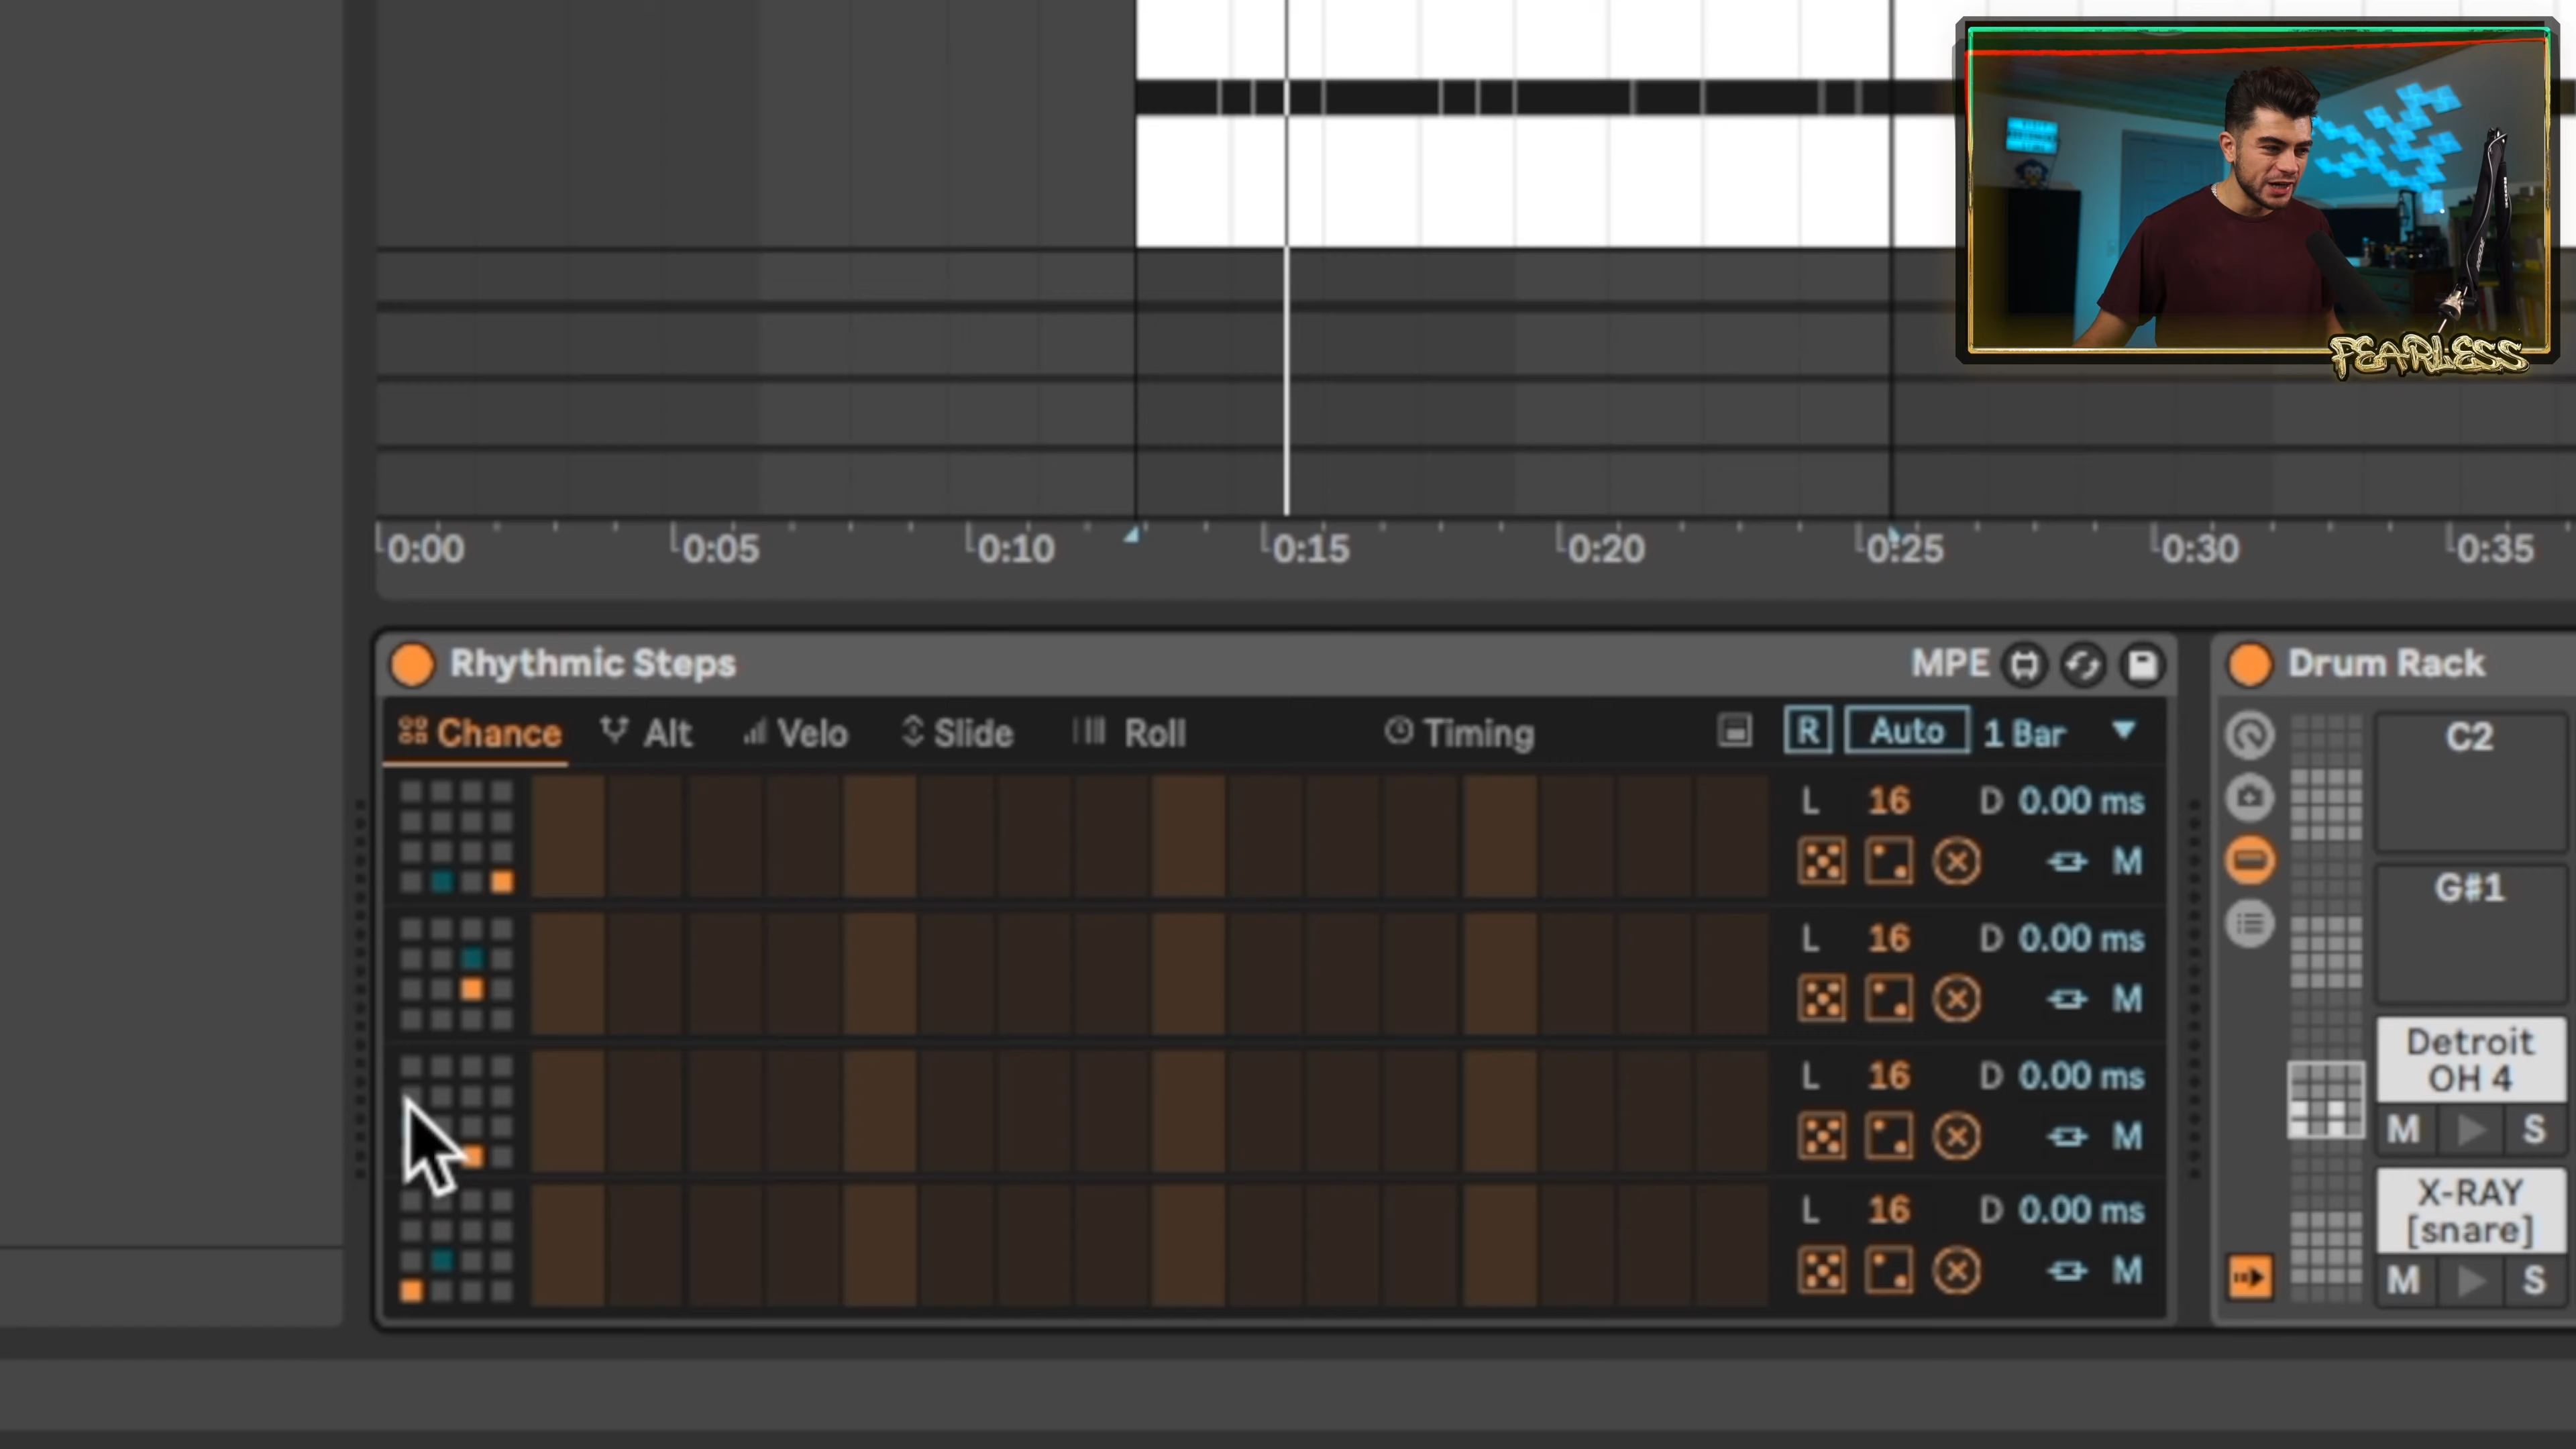 FEARLESS
0:00 0:05 0:10 0:15 0:20 0:25 0:30 0:35
Rhythmic Steps MPE
Chance Alt Velo Slide Roll Timing R Auto 1 Bar
L 16 D 0.00 ms
M
L 16 D 0.00 ms
M
L 16 D 0.00 ms
M
L 16 D 0.00 ms
M
Drum Rack
C2
G#1
Detroit
OH 4
M S
X-RAY
[snare]
M S